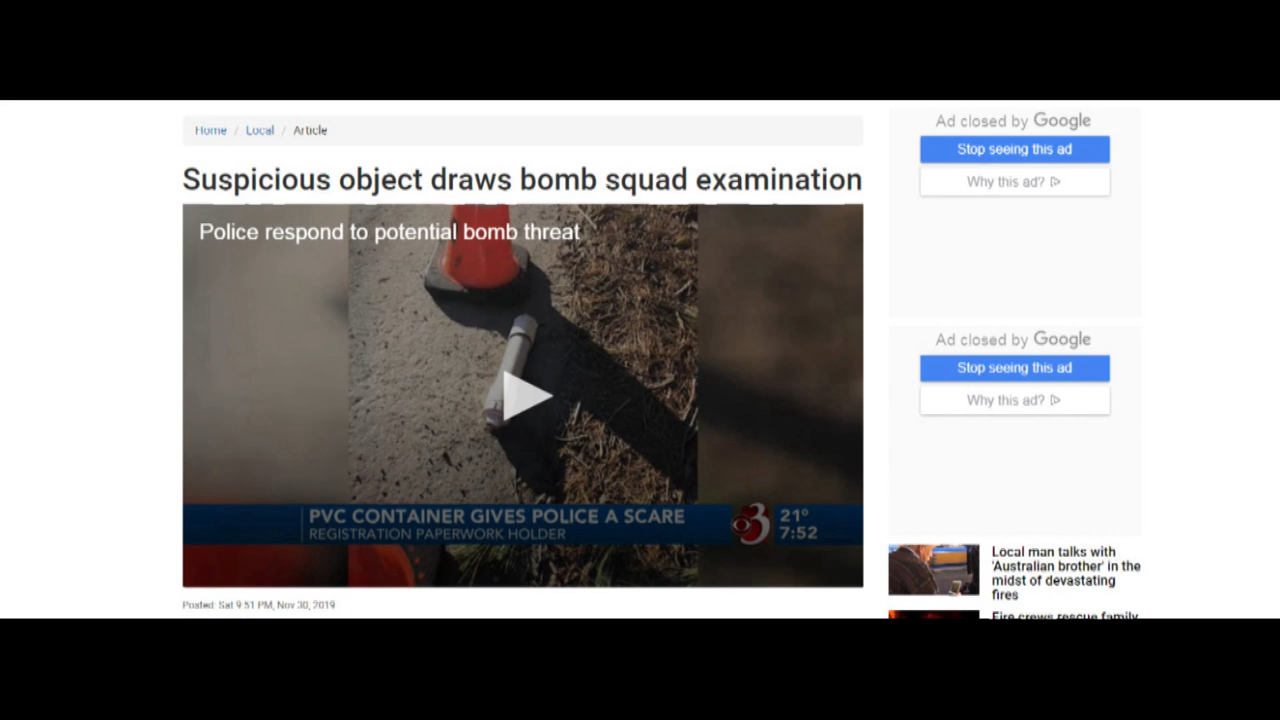 Home / Local / Article
Suspicious object draws bomb squad examination
Police respond to potential bomb threat
PVC CONTAINER GIVES POLICE A SCARE
REGISTRATION PAPERWORK HOLDER
3
21°
7:52
Posted: Sat 9:51 PM, Nov 30, 2019
Ad closed by Google
Stop seeing this ad
Why this ad?
Ad closed by Google
Stop seeing this ad
Why this ad?
Local man talks with
'Australian brother' in the
midst of devastating
fires
Fire crews rescue family